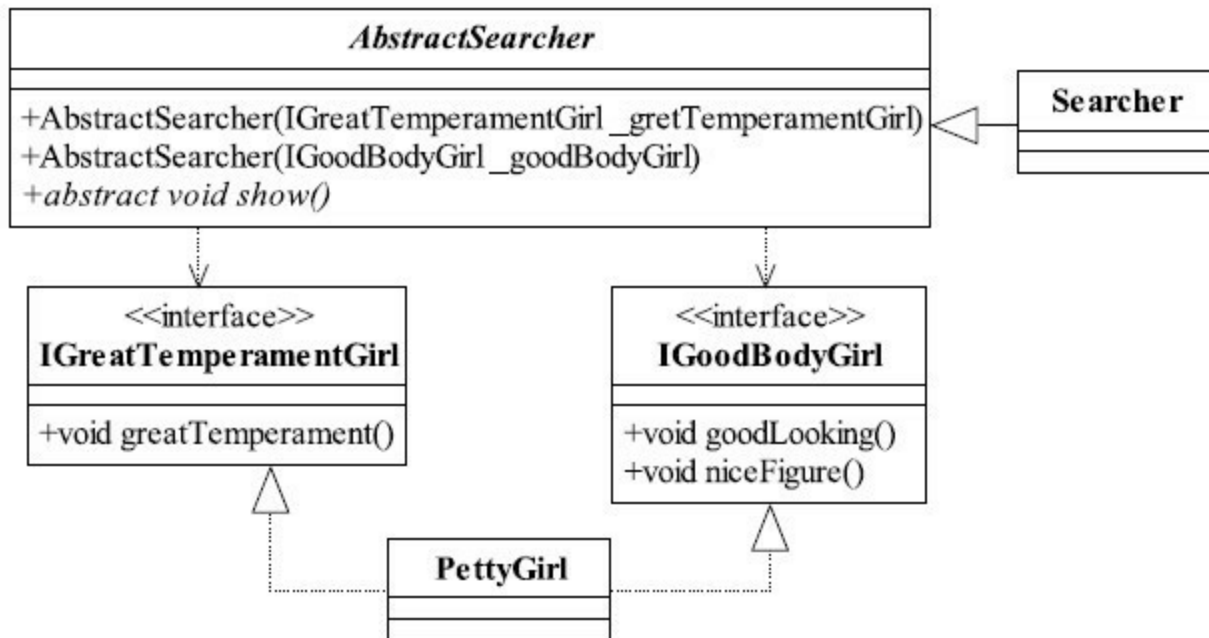 AbstractSearcher
+AbstractSearcher(IGreatTemperamentGirl _gretTemperamentGirl)
+AbstractSearcher(IGoodBodyGirl _goodBodyGirl)
+abstract void show()
Searcher
<<interface>>
IGreatTemperamentGirl
+void greatTemperament()
<<interface>>
IGoodBodyGirl
+void goodLooking()
+void niceFigure()
PettyGirl